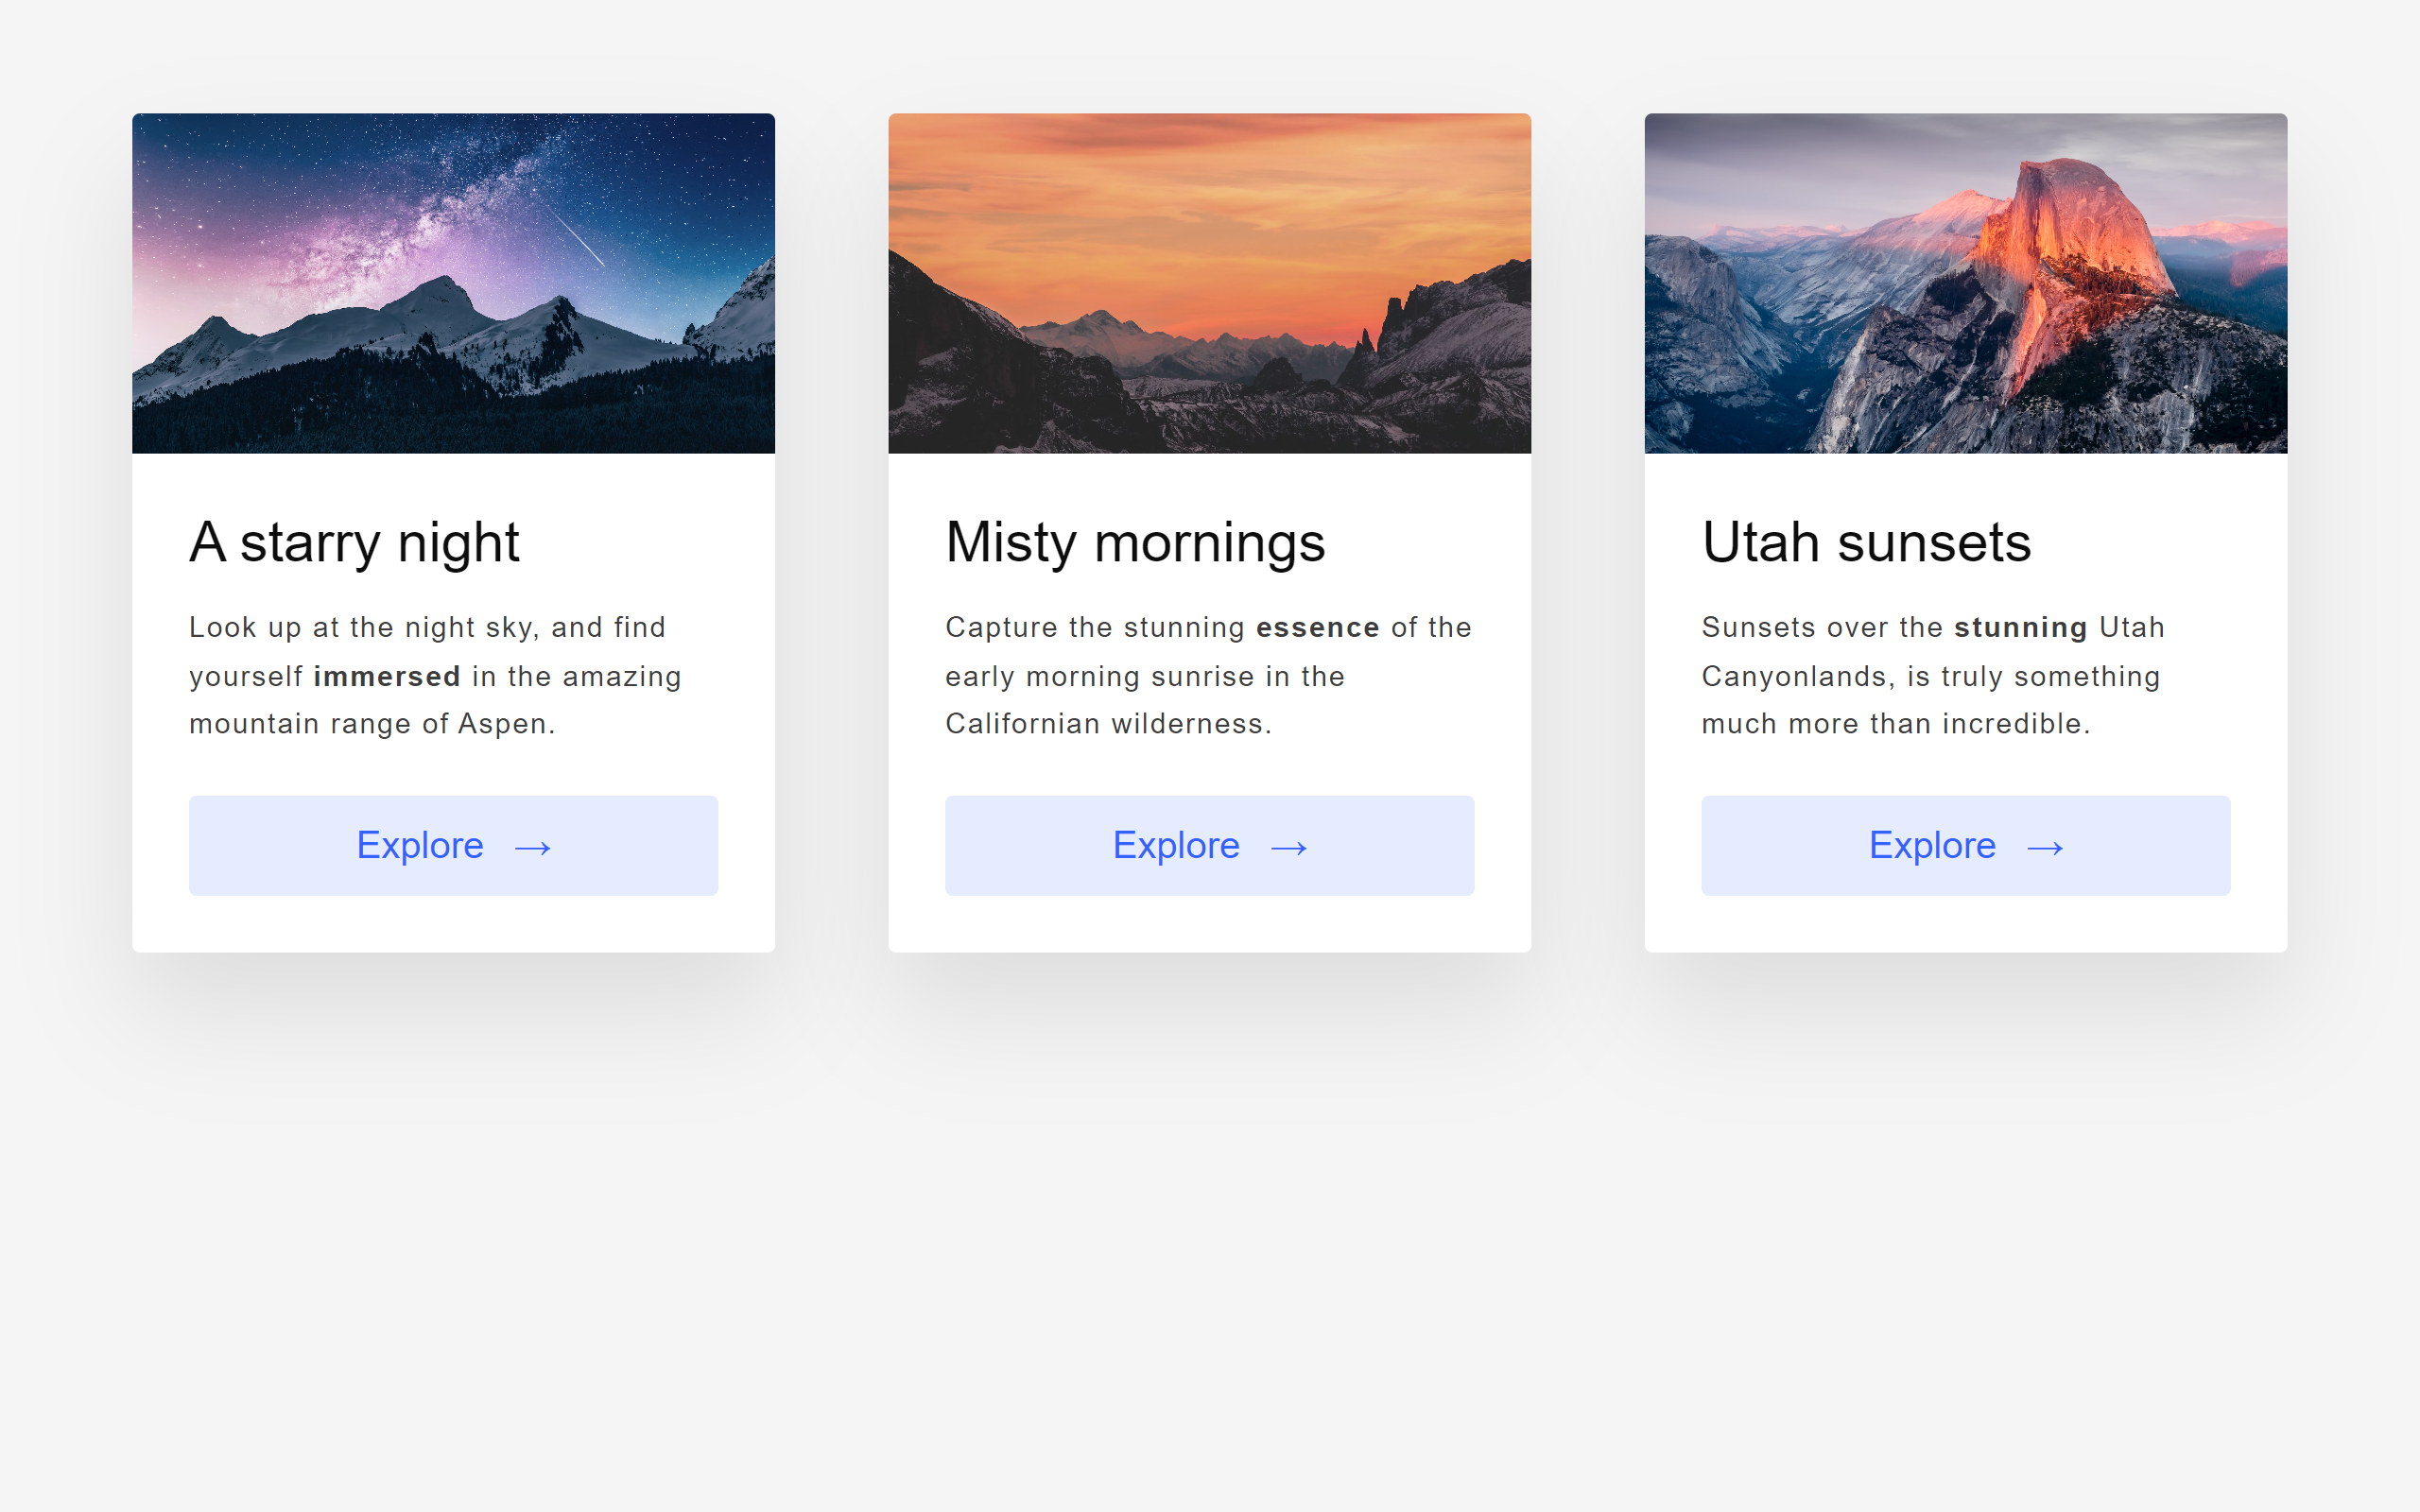 A starry night
Look up at the night sky, and find
yourself immersed in the amazing
mountain range of Aspen.
Explore →
Misty mornings
Capture the stunning essence of the
early morning sunrise in the
Californian wilderness.
Explore →
Utah sunsets
Sunsets over the stunning Utah
Canyonlands, is truly something
much more than incredible.
Explore →